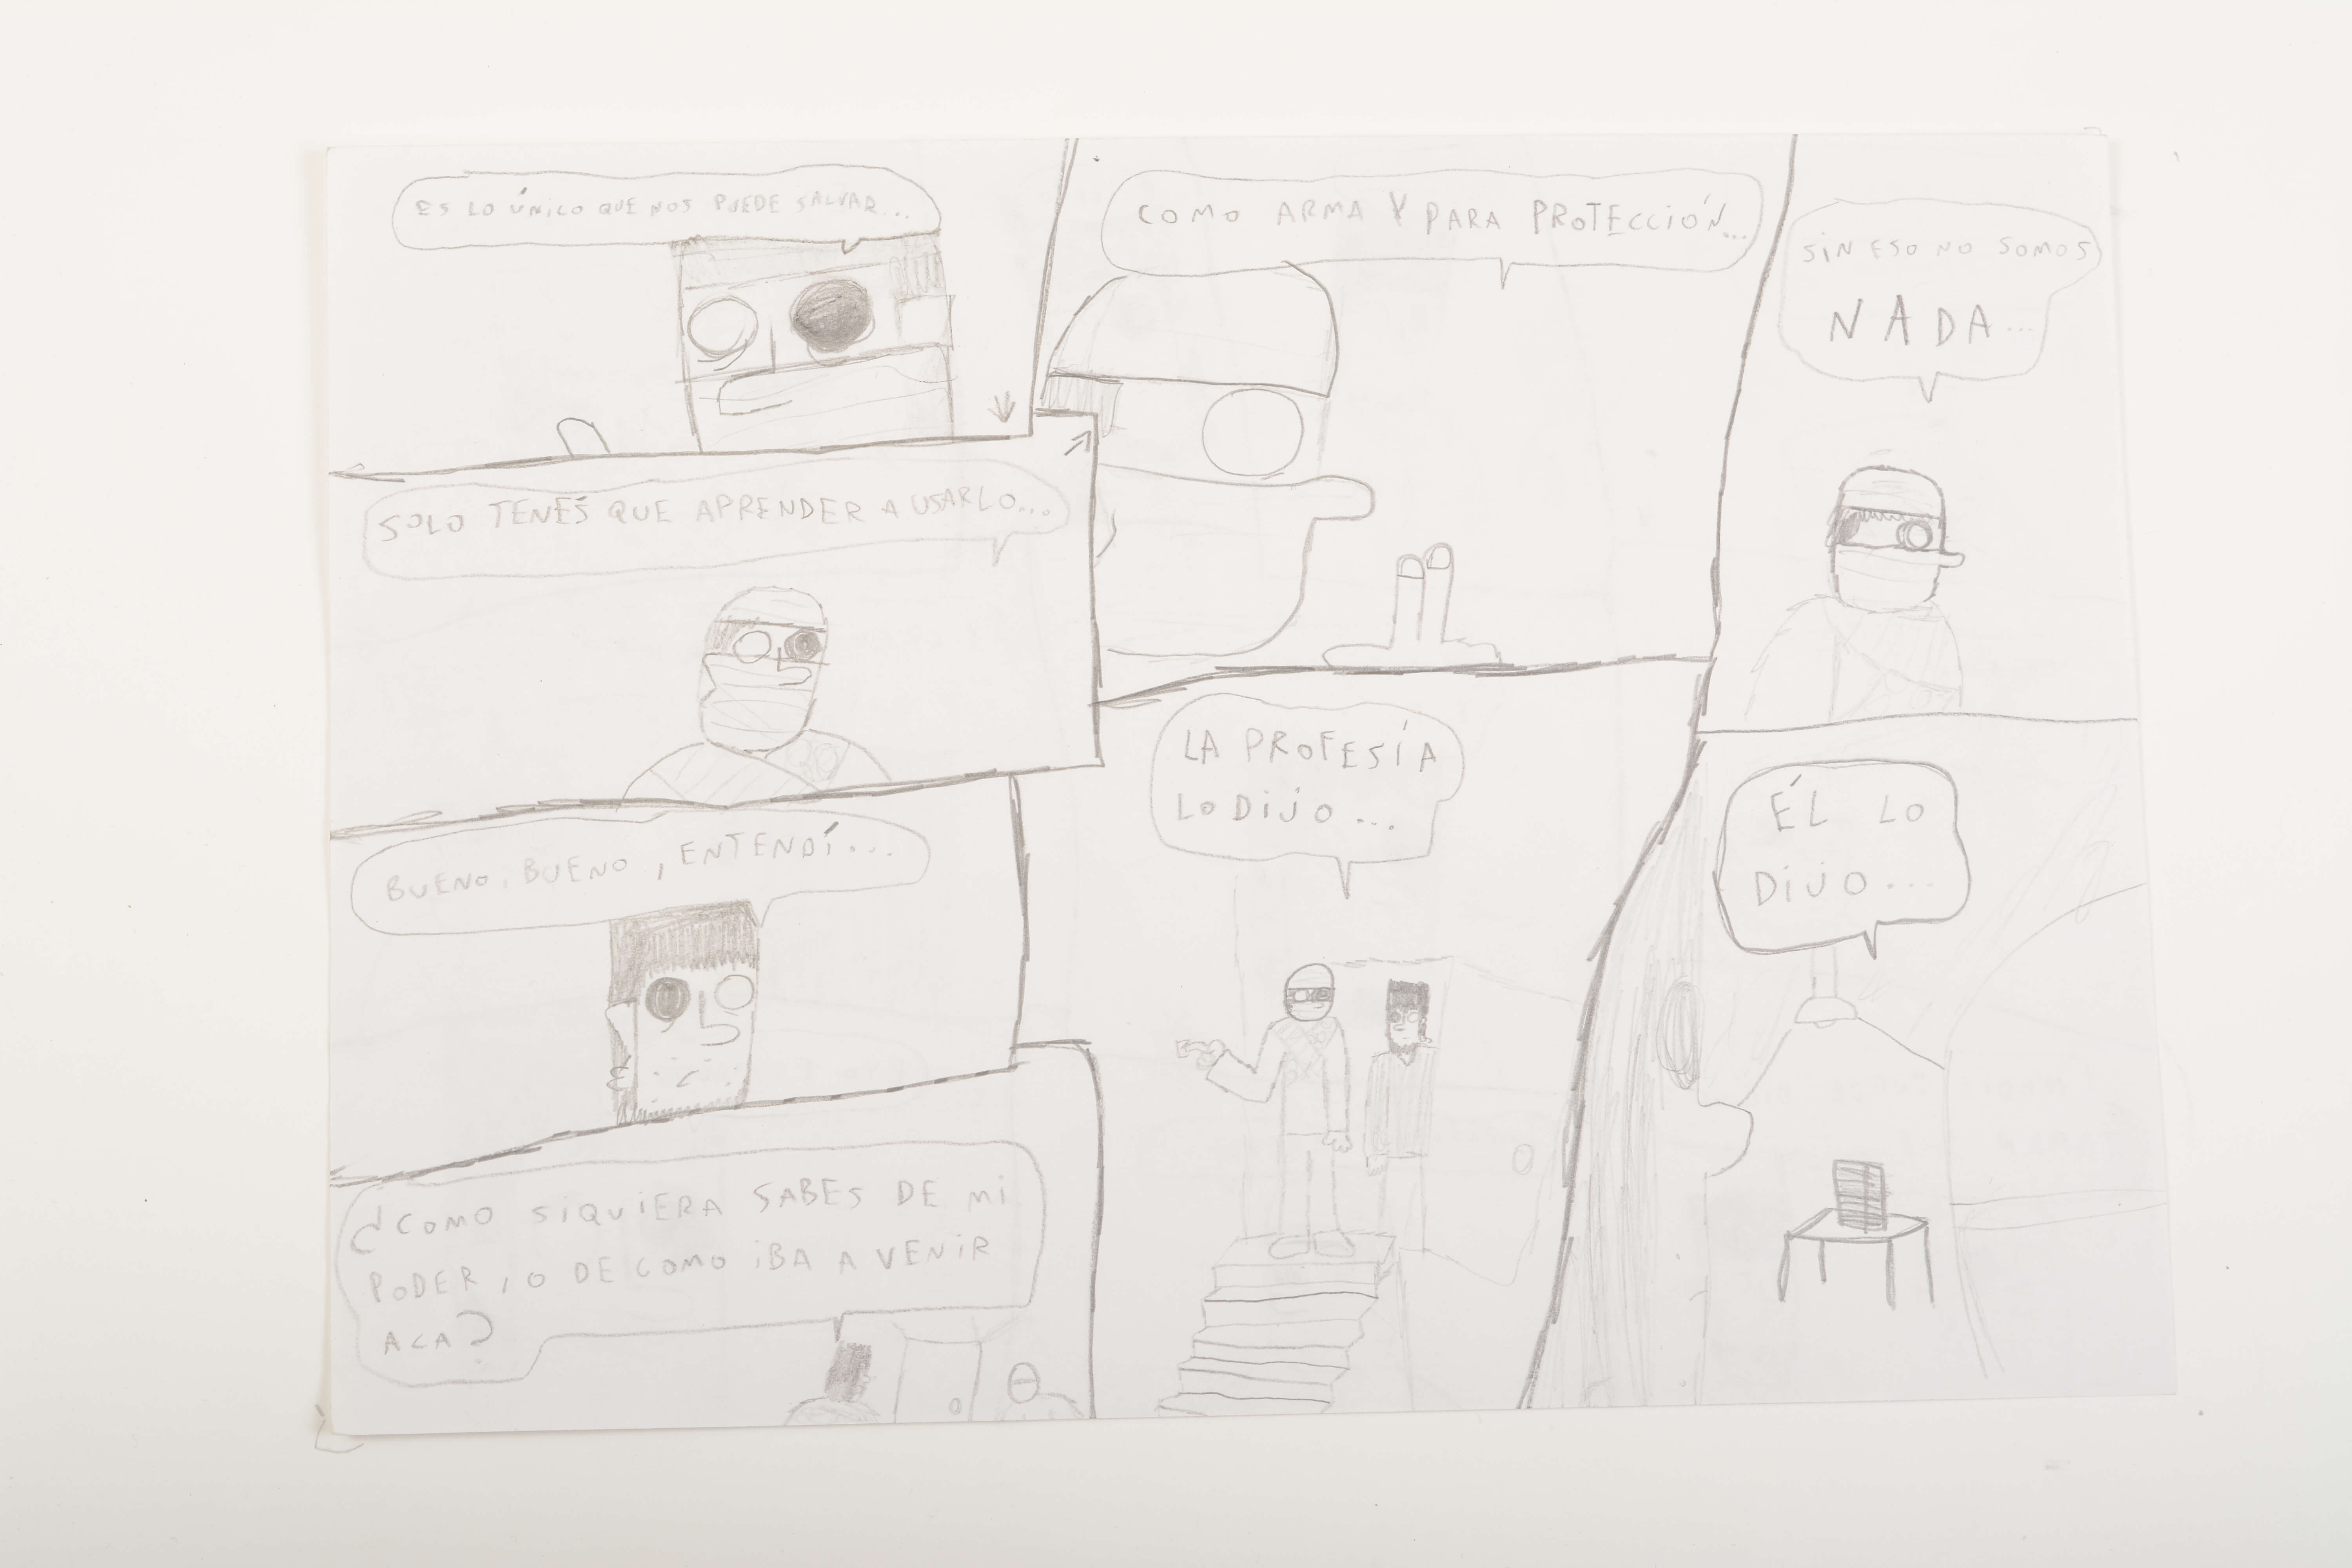 ES LO ÚNICO QUE NOS PUEDE SALVAR...
SOLO TENÉS QUE APRENDER A USARLO...
COMO ARMA Y PARA PROTECCIÓN...
SIN ESO NO SOMOS
NADA...
BUENO, BUENO, ENTENDÍ...
¿COMO SIQUIERA SABES DE MI
PODER, O DE COMO IBA A VENIR
ACA?
LA PROFESÍA
LO DIJO...
ÉL LO
DIJO...